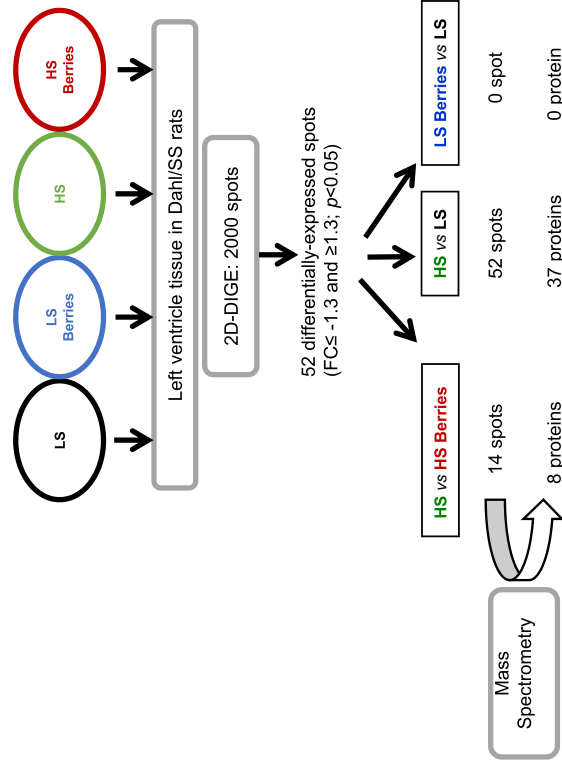 LS
LS
Berries
HS
HS
Berries
Left ventricle tissue in Dahl/SS rats
2D-DIGE: 2000 spots
52 differentially-expressed spots
(FC≤ -1.3 and ≥1.3; p<0.05)
HS vs HS Berries
HS vs LS
LS Berries vs LS
14 spots
52 spots
0 spot
Mass
Spectrometry
8 proteins
37 proteins
0 protein